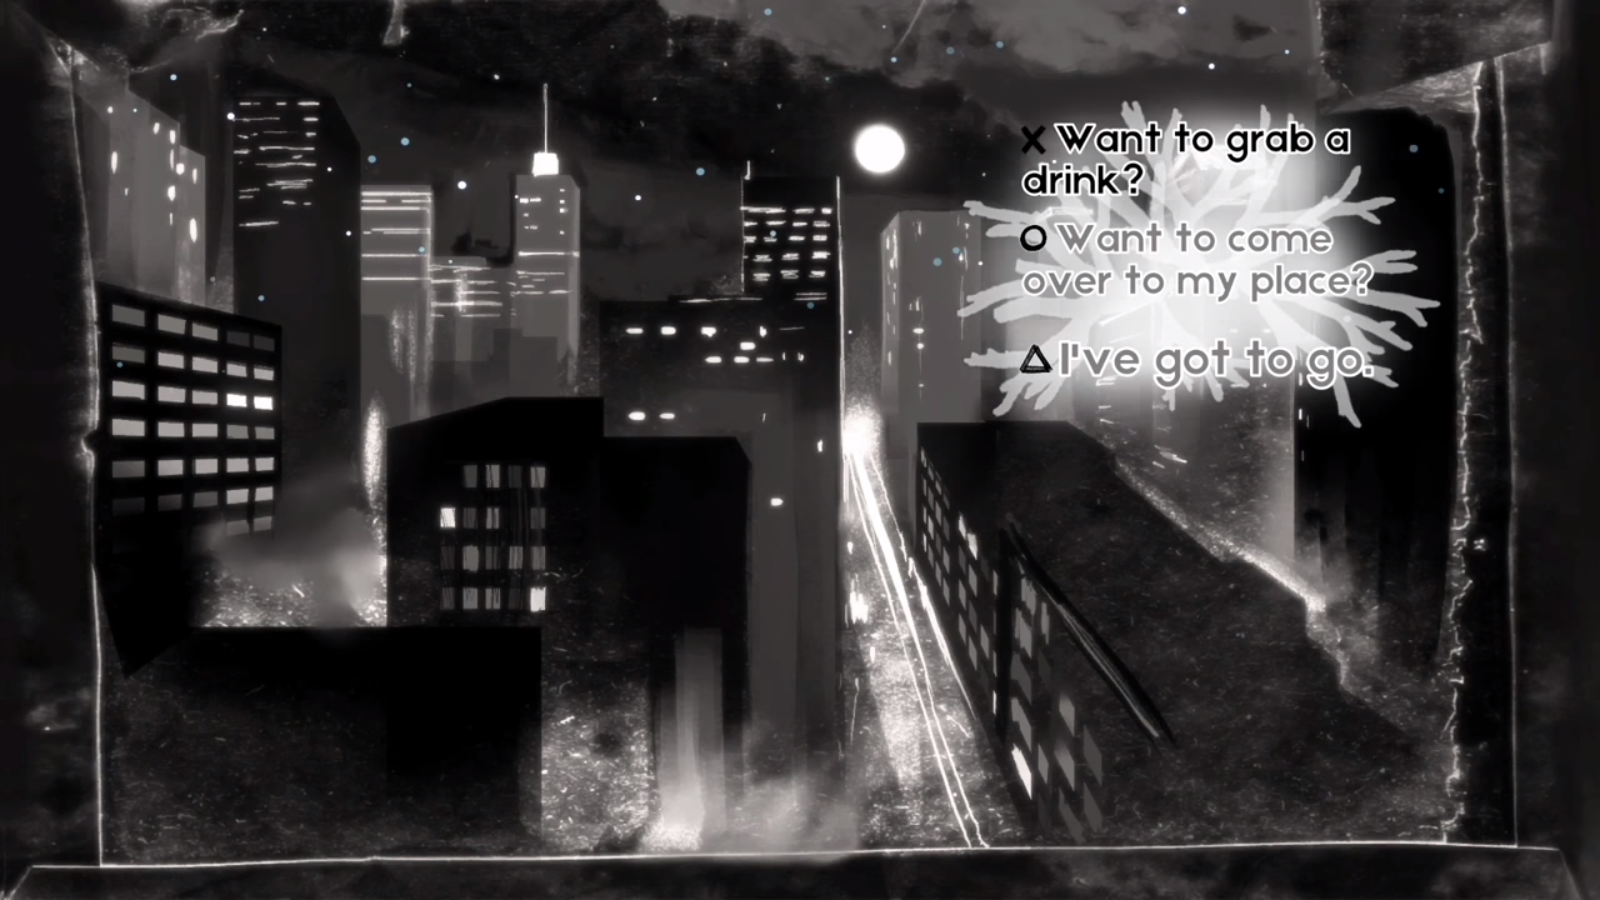 X Want to grab a
drink?
O Want to come
over to my place?
△ I've got to go.